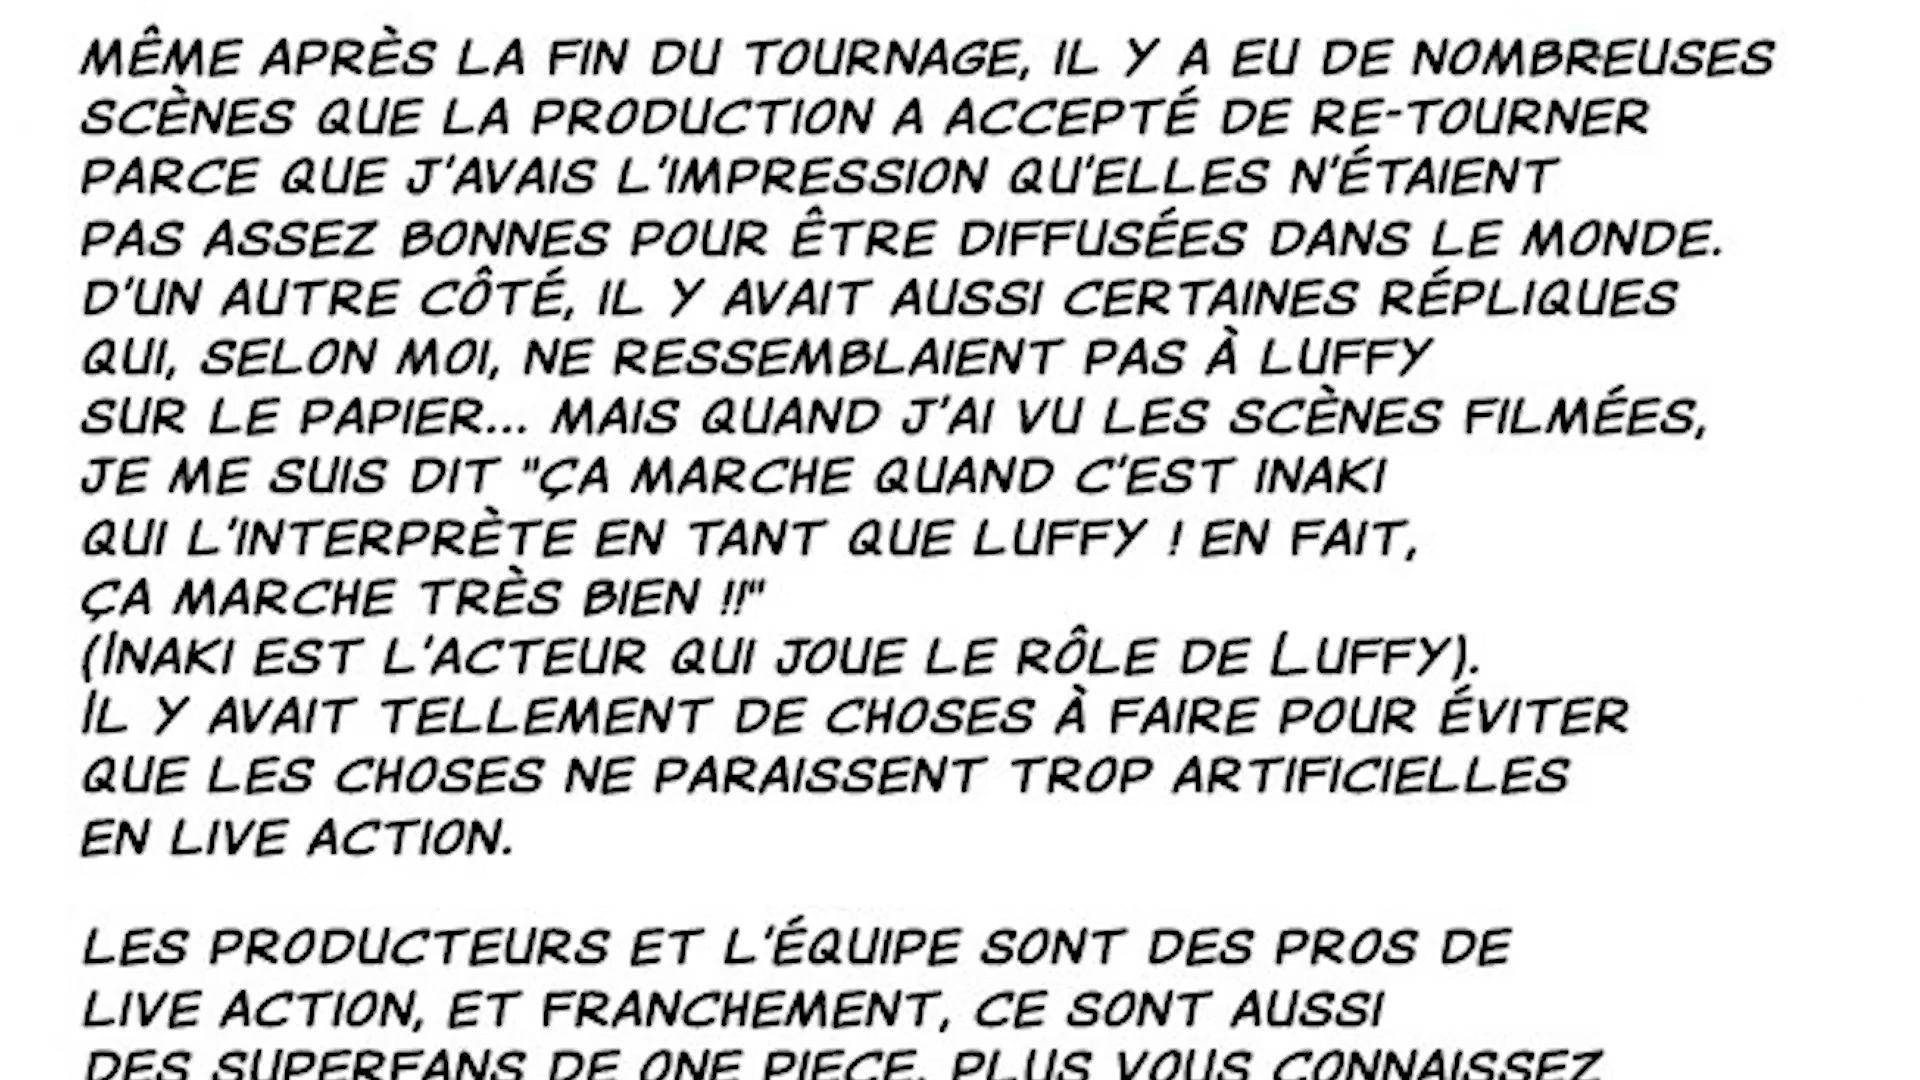 MÊME APRÈS LA FIN DU TOURNAGE, IL Y A EU DE NOMBREUSES
SCÈNES QUE LA PRODUCTION A ACCEPTÉ DE RE-TOURNER
PARCE QUE J'AVAIS L'IMPRESSION QU'ELLES N'ÉTAIENT
PAS ASSEZ BONNES POUR ÊTRE DIFFUSÉES DANS LE MONDE.
D'UN AUTRE CÔTÉ, IL Y AVAIT AUSSI CERTAINES RÉPLIQUES
QUI, SELON MOI, NE RESSEMBLAIENT PAS À LUFFY
SUR LE PAPIER... MAIS QUAND J'AI VU LES SCÈNES FILMÉES,
JE ME SUIS DIT "ÇA MARCHE QUAND C'EST INAKI
QUI L'INTERPRÈTE EN TANT QUE LUFFY ! EN FAIT,
ÇA MARCHE TRÈS BIEN !!"
(INAKI EST L'ACTEUR QUI JOUE LE RÔLE DE LUFFY).
IL Y AVAIT TELLEMENT DE CHOSES À FAIRE POUR ÉVITER
QUE LES CHOSES NE PARAISSENT TROP ARTIFICIELLES
EN LIVE ACTION.
LES PRODUCTEURS ET L'ÉQUIPE SONT DES PROS DE
LIVE ACTION, ET FRANCHEMENT, CE SONT AUSSI
DES SUPERFANS DE ONE PIECE. PLUS VOUS CONNAISSEZ